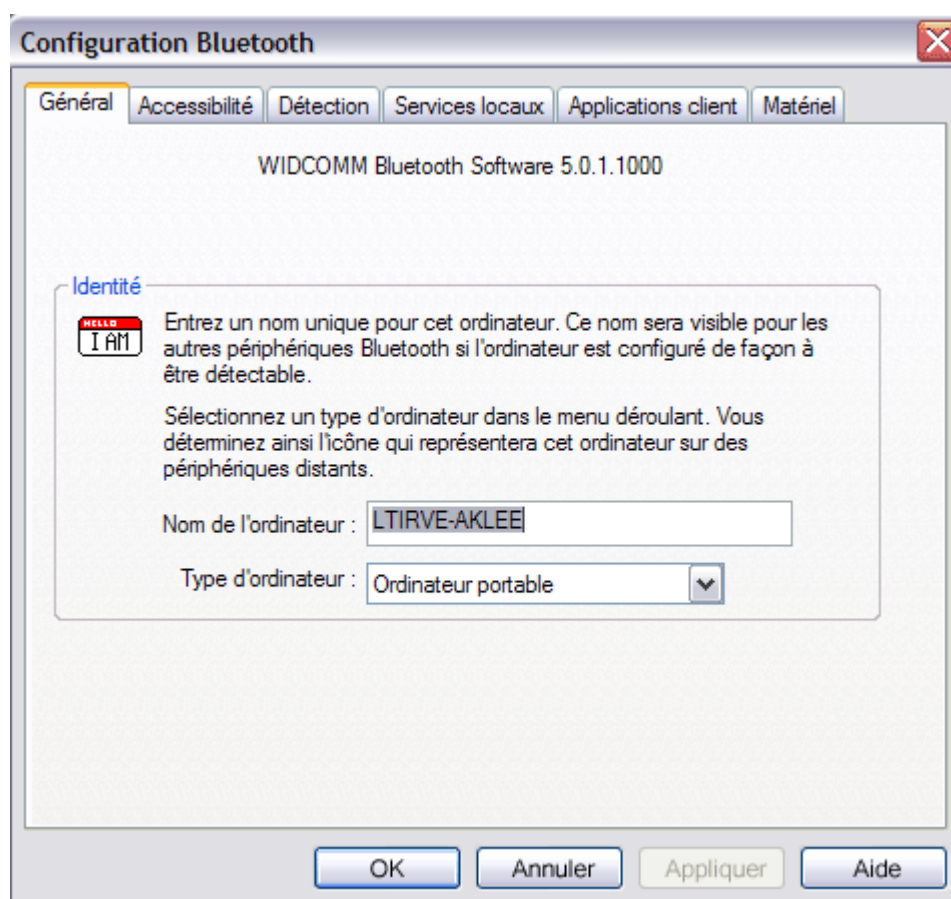 Configuration Bluetooth
Général Accessibilité Détection Services locaux Applications client Matériel
WIDCOMM Bluetooth Software 5.0.1.1000
Identité
HELLO
I AM
Entrez un nom unique pour cet ordinateur. Ce nom sera visible pour les
autres périphériques Bluetooth si l'ordinateur est configuré de façon à
être détectable.
Sélectionnez un type d'ordinateur dans le menu déroulant. Vous
déterminez ainsi l'icône qui représentera cet ordinateur sur des
périphériques distants.
Nom de l'ordinateur : LTIRVE-AKLEE
Type d'ordinateur : Ordinateur portable
OK Annuler Appliquer Aide